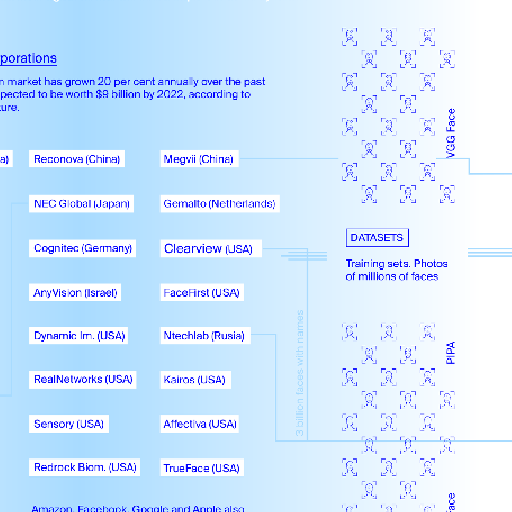 porations
n market has grown 20 per cent annually over the past
pected to be worth $9 billion by 2022, according to
ture.
a)
Reconova (China)
Megvii (China)
NEC Global (Japan)
Gemalto (Netherlands)
Cognitec (Germany)
Clearview (USA)
AnyVision (Israel)
FaceFirst (USA)
Dynamic Im. (USA)
Ntechlab (Rusia)
RealNetworks (USA)
Kairos (USA)
Sensory (USA)
Affectiva (USA)
Redrock Biom. (USA)
TrueFace (USA)
Amazon, Facebook, Google and Apple also
3 billion faces with names
VGG Face
DATASETS
Training sets. Photos
of millions of faces
PIPA
ace